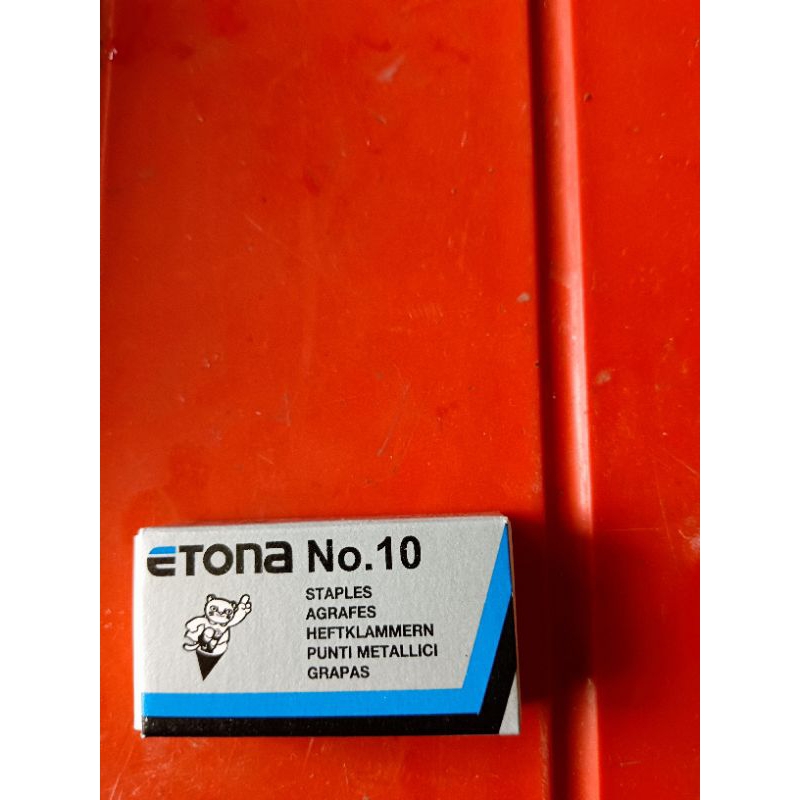 ETONA No.10
STAPLES
AGRAFES
HEFTKLAMMERN
PUNTI METALLICI
GRAPAS